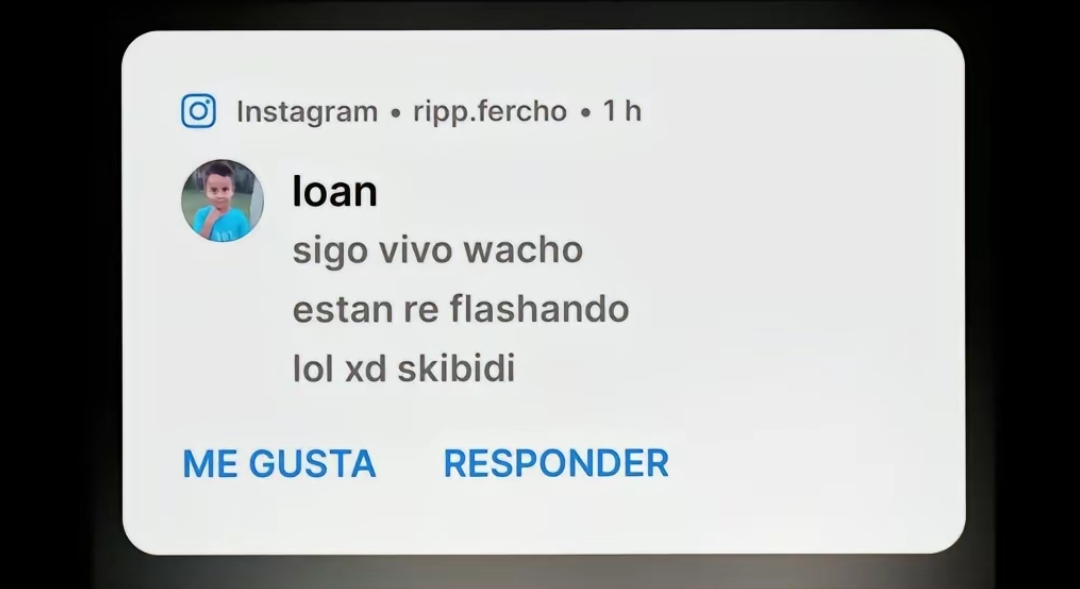 Instagram • ripp.fercho • 1 h
loan
sigo vivo wacho
estan re flashando
lol xd skibidi
ME GUSTA RESPONDER